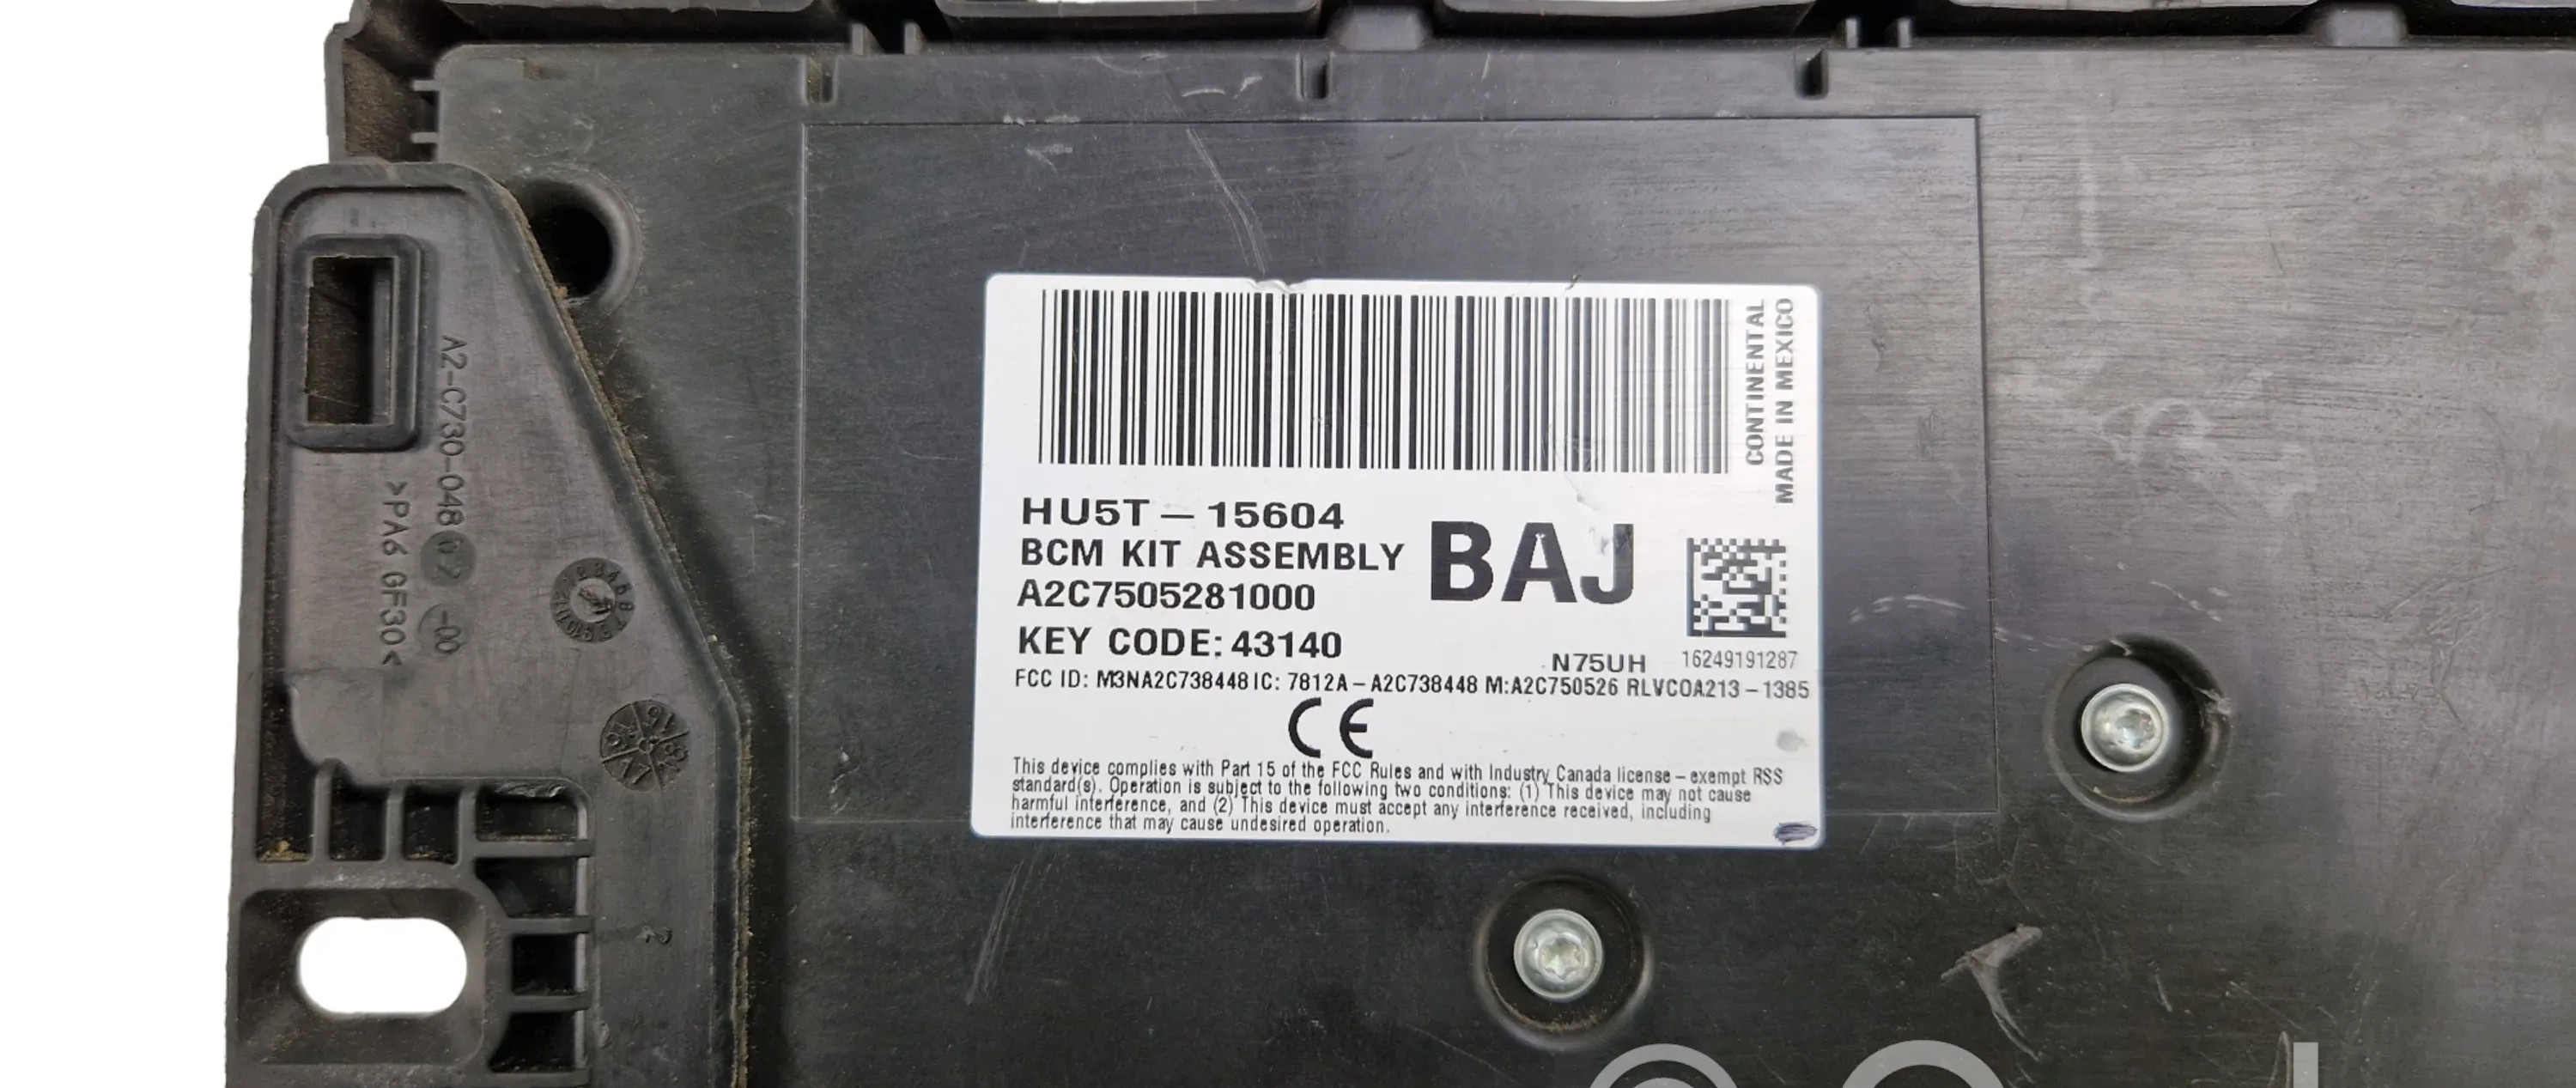 CONTINENTAL
MADE IN MEXICO
HU5T – 15604
BCM KIT ASSEMBLY
BAJ
A2C7505281000
KEY CODE: 43140
N75UH
16249191287
FCC ID: M3NA2C738448 IC: 7812A – A2C738448 M:A2C750526 RLVCOA213 – 1385
CE
This device complies with Part 15 of the FCC Rules and with Industry Canada license – exempt RSS
standard(s). Operation is subject to the following two conditions: (1) This device may not cause
harmful interference, and (2) This device must accept any interference received, including
interference that may cause undesired operation.
A2-C730-048 02 -00
>PA6 GF30<
2